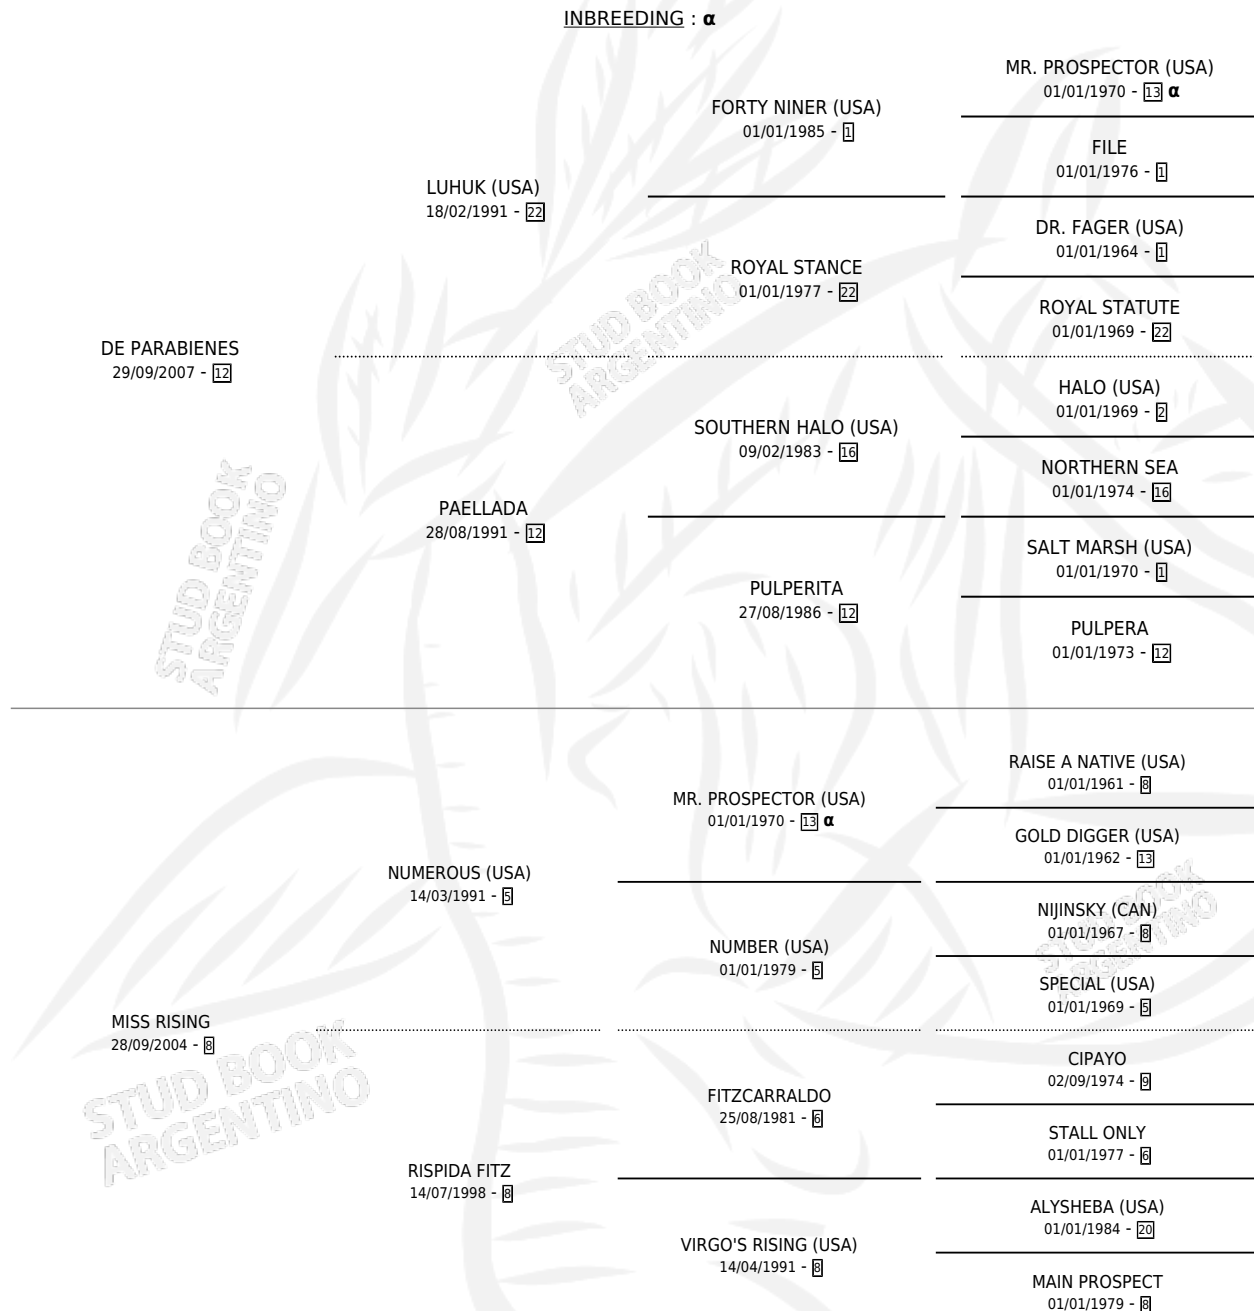 INBREEDING : α
MR. PROSPECTOR (USA)
01/01/1970 - 13 α
FORTY NINER (USA)
01/01/1985 - 1
FILE
01/01/1976 - 1
LUHUK (USA)
18/02/1991 - 22
DR. FAGER (USA)
01/01/1964 - 1
ROYAL STANCE
01/01/1977 - 22
ROYAL STATUTE
01/01/1969 - 22
DE PARABIENES
29/09/2007 - 12
HALO (USA)
01/01/1969 - 2
SOUTHERN HALO (USA)
09/02/1983 - 16
NORTHERN SEA
01/01/1974 - 16
PAELLADA
28/08/1991 - 12
SALT MARSH (USA)
01/01/1970 - 1
PULPERITA
27/08/1986 - 12
PULPERA
01/01/1973 - 12
RAISE A NATIVE (USA)
01/01/1961 - 8
MR. PROSPECTOR (USA)
01/01/1970 - 13 α
GOLD DIGGER (USA)
01/01/1962 - 13
NUMEROUS (USA)
14/03/1991 - 5
NIJINSKY (CAN)
01/01/1967 - 8
NUMBER (USA)
01/01/1979 - 5
SPECIAL (USA)
01/01/1969 - 5
MISS RISING
28/09/2004 - 8
CIPAYO
02/09/1974 - 9
FITZCARRALDO
25/08/1981 - 6
STALL ONLY
01/01/1977 - 6
RISPIDA FITZ
14/07/1998 - 8
ALYSHEBA (USA)
01/01/1984 - 20
VIRGO'S RISING (USA)
14/04/1991 - 8
MAIN PROSPECT
01/01/1979 - 8
STUD BOOK
ARGENTINO
STUD BOOK
ARGENTINO
STUD BOOK
ARGENTINO
STUD BOOK
ARGENTINO